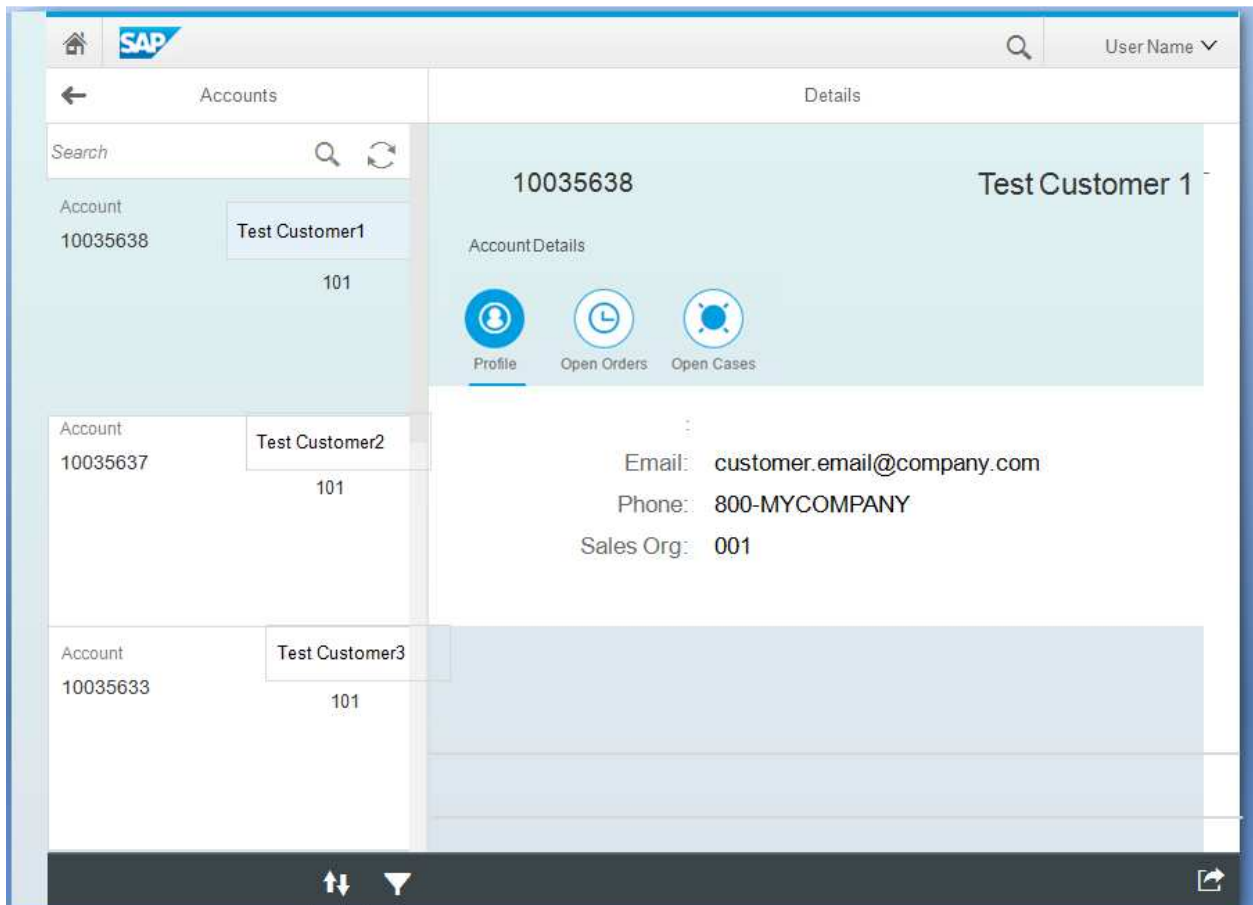 SAP
User Name
Accounts
Details
Search
Account
10035638
Test Customer1
101
Account
10035637
Test Customer2
101
Account
10035633
Test Customer3
101
10035638
Test Customer 1
Account Details
Profile
Open Orders
Open Cases
:
Email: customer.email@company.com
Phone: 800-MYCOMPANY
Sales Org: 001